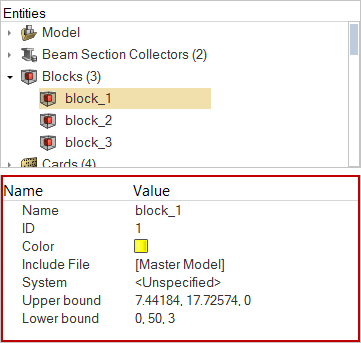 Entities
Model
Beam Section Collectors (2)
Blocks (3)
block_1
block_2
block_3
Cards (4)
Name Value
Name block_1
ID 1
Color
Include File [Master Model]
System <Unspecified>
Upper bound 7.44184, 17.72574, 0
Lower bound 0, 50, 3